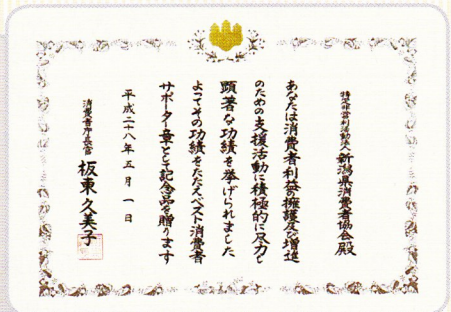 特定非営利活動法人 新潟県消費者協会 殿
あなたは消費者利益の擁護及び増進
のための支援活動に積極的に尽力し
顕著な功績を挙げられました
よってその功績をたたえベスト消費者
サポーター章として記念品を贈ります
平成二十八年五月一日
消費者庁長官 板東久美子